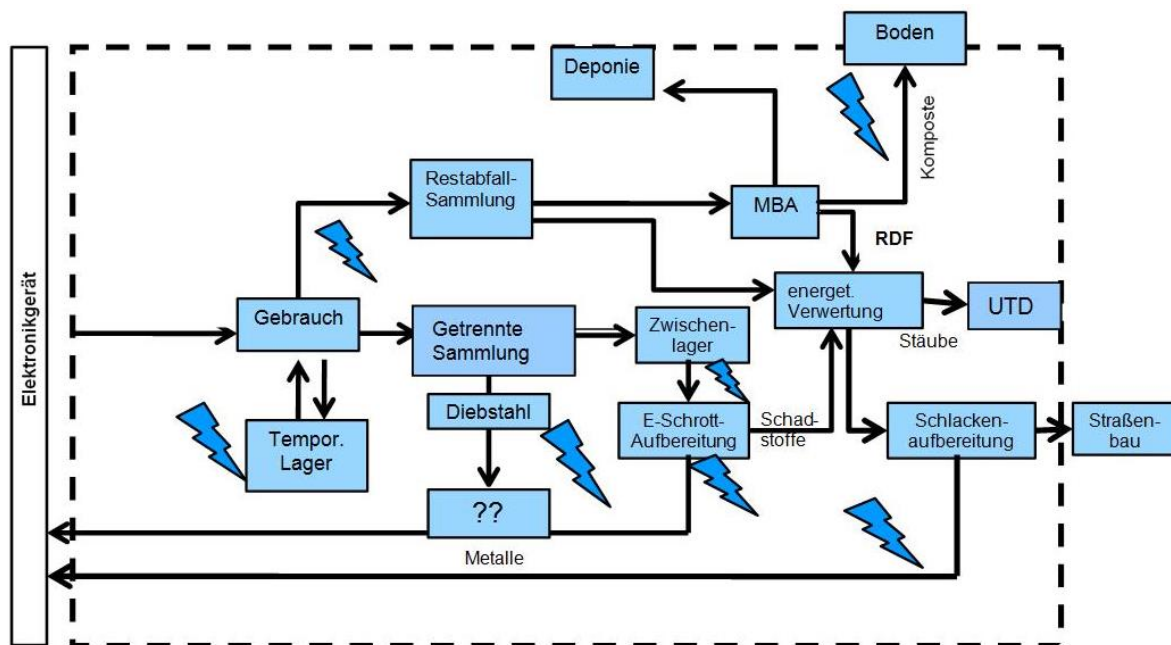 Boden
Deponie
Komposte
Restabfall-
Sammlung
MBA
RDF
energet.
Verwertung
UTD
Stäube
Elektronikgerät
Gebrauch
Getrennte
Sammlung
Zwischen-
lager
Diebstahl
E-Schrott-
Aufbereitung
Schad-
stoffe
Schlacken-
aufbereitung
Straßen-
bau
Tempor.
Lager
??
Metalle